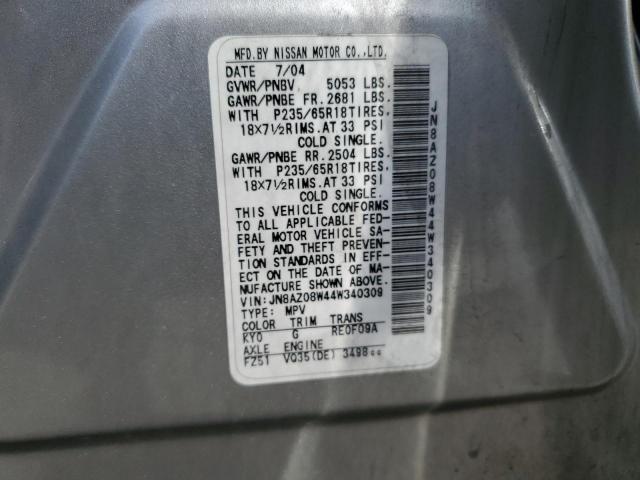 MFD.BY NISSAN MOTOR CO.,LTD.
DATE 7/04
GVWR/PNBV 5053 LBS.
GAWR/PNBE FR.2681 LBS.
WITH P235/65R18TIRES.
18X7½RIMS.AT 33 PSI
COLD SINGLE.
GAWR/PNBE RR.2504 LBS.
WITH P235/65R18TIRES.
18X7½RIMS.AT 33 PSI
COLD SINGLE.
THIS VEHICLE CONFORMS
TO ALL APPLICABLE FED-
ERAL MOTOR VEHICLE SA-
FETY AND THEFT PREVEN-
TION STANDARDS IN EFF-
ECT ON THE DATE OF MA-
NUFACTURE SHOWN ABOVE.
VIN:JN8AZ08W44W340309
TYPE: MPV
COLOR TRIM TRANS
KY0 G RE0F09A
AXLE ENGINE
FZ51 VQ35(DE) 3498cc
JN8AZ08W44W340309